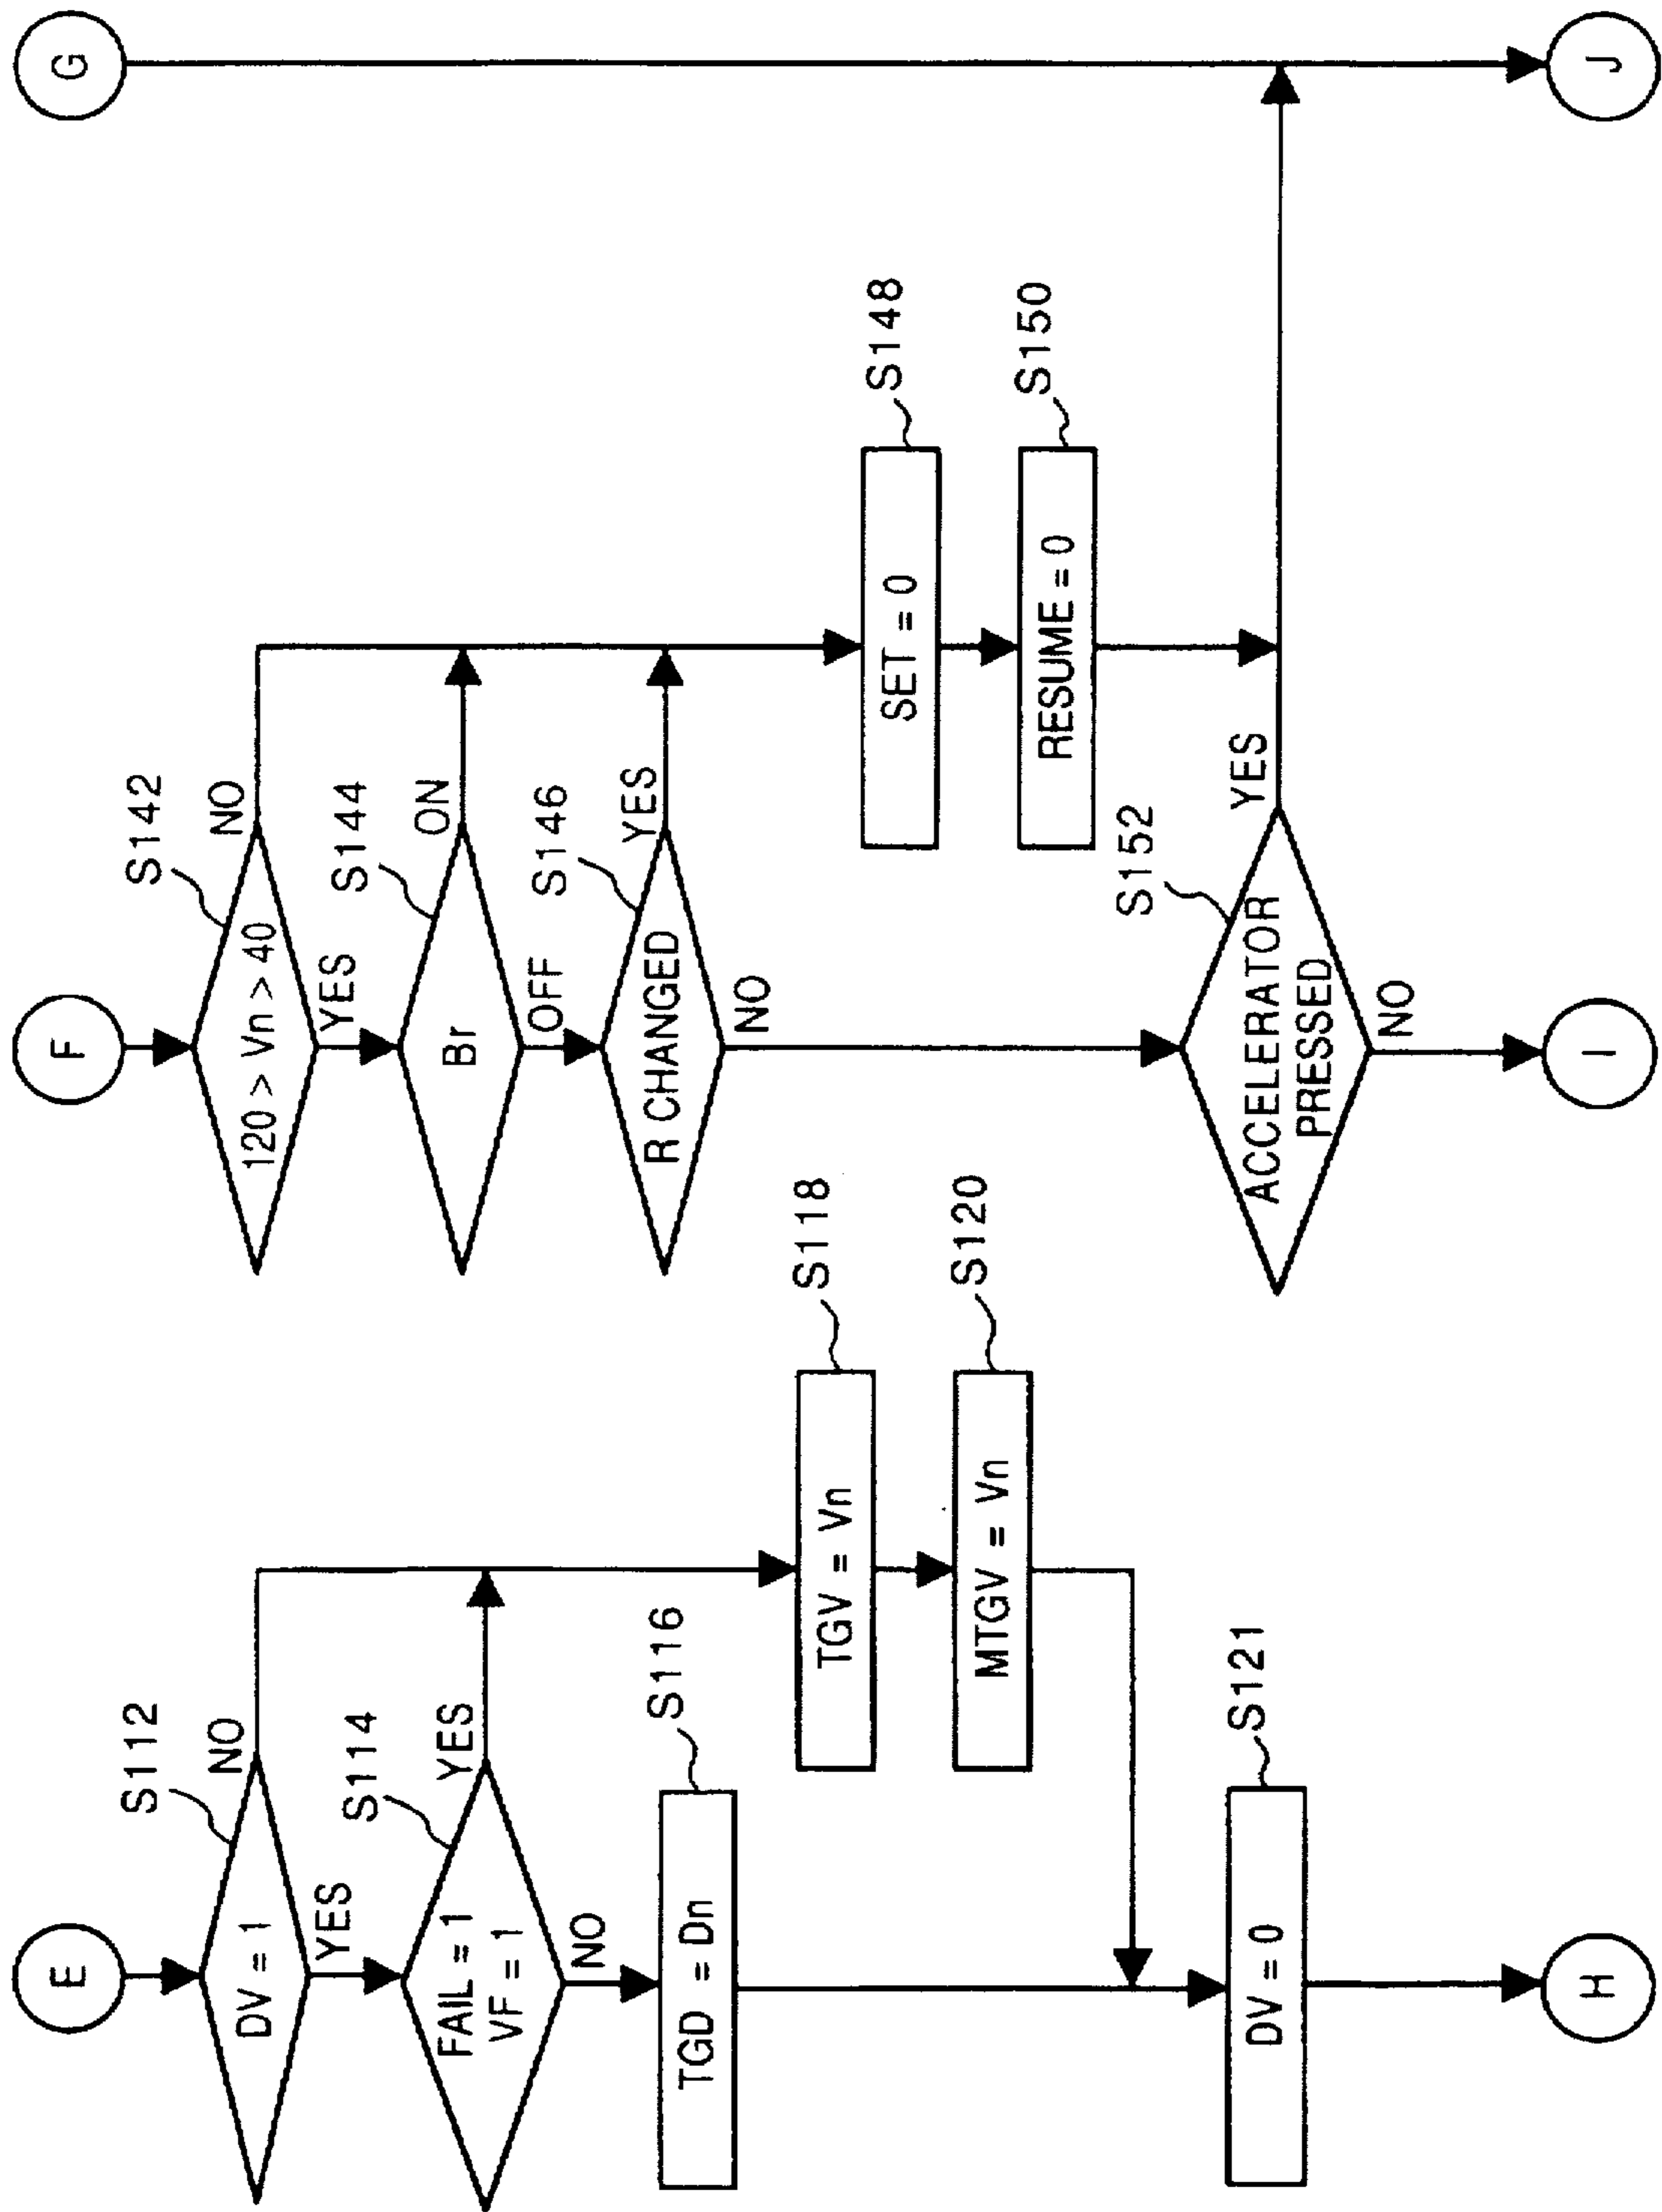 E
S112
DV = 1
NO
YES
S114
FAIL = 1
VF = 1
YES
NO
S116
TGD = Dn
S118
TGV = Vn
S120
MTGV = Vn
S121
DV = 0
H
F
S142
120 > Vn > 40
NO
YES
S144
Br
ON
OFF
S146
R CHANGED
YES
NO
S148
SET = 0
S150
RESUME = 0
S152
ACCELERATOR
PRESSED
YES
NO
I
G
J